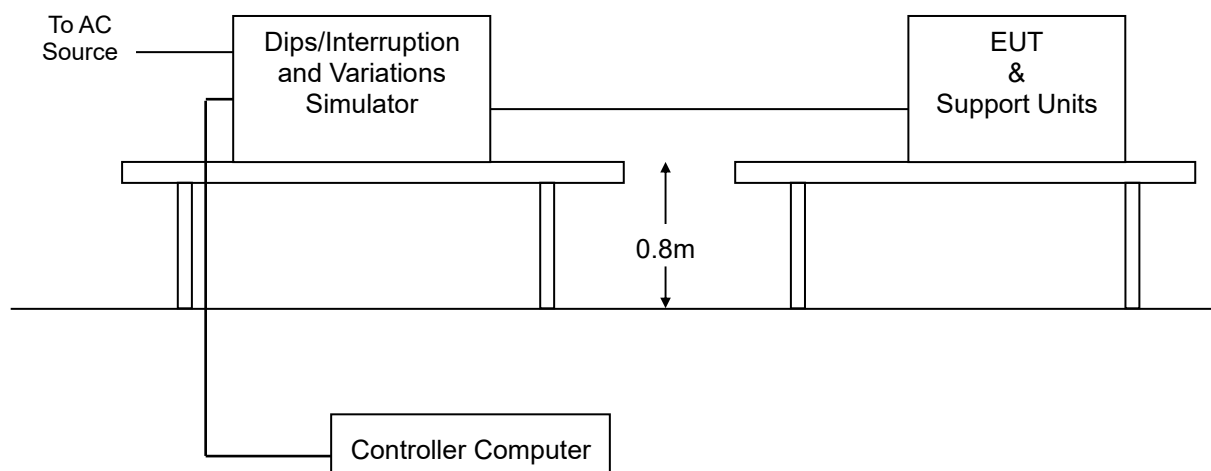 To AC
Source
Dips/Interruption
and Variations
Simulator
EUT
&
Support Units
0.8m
Controller Computer